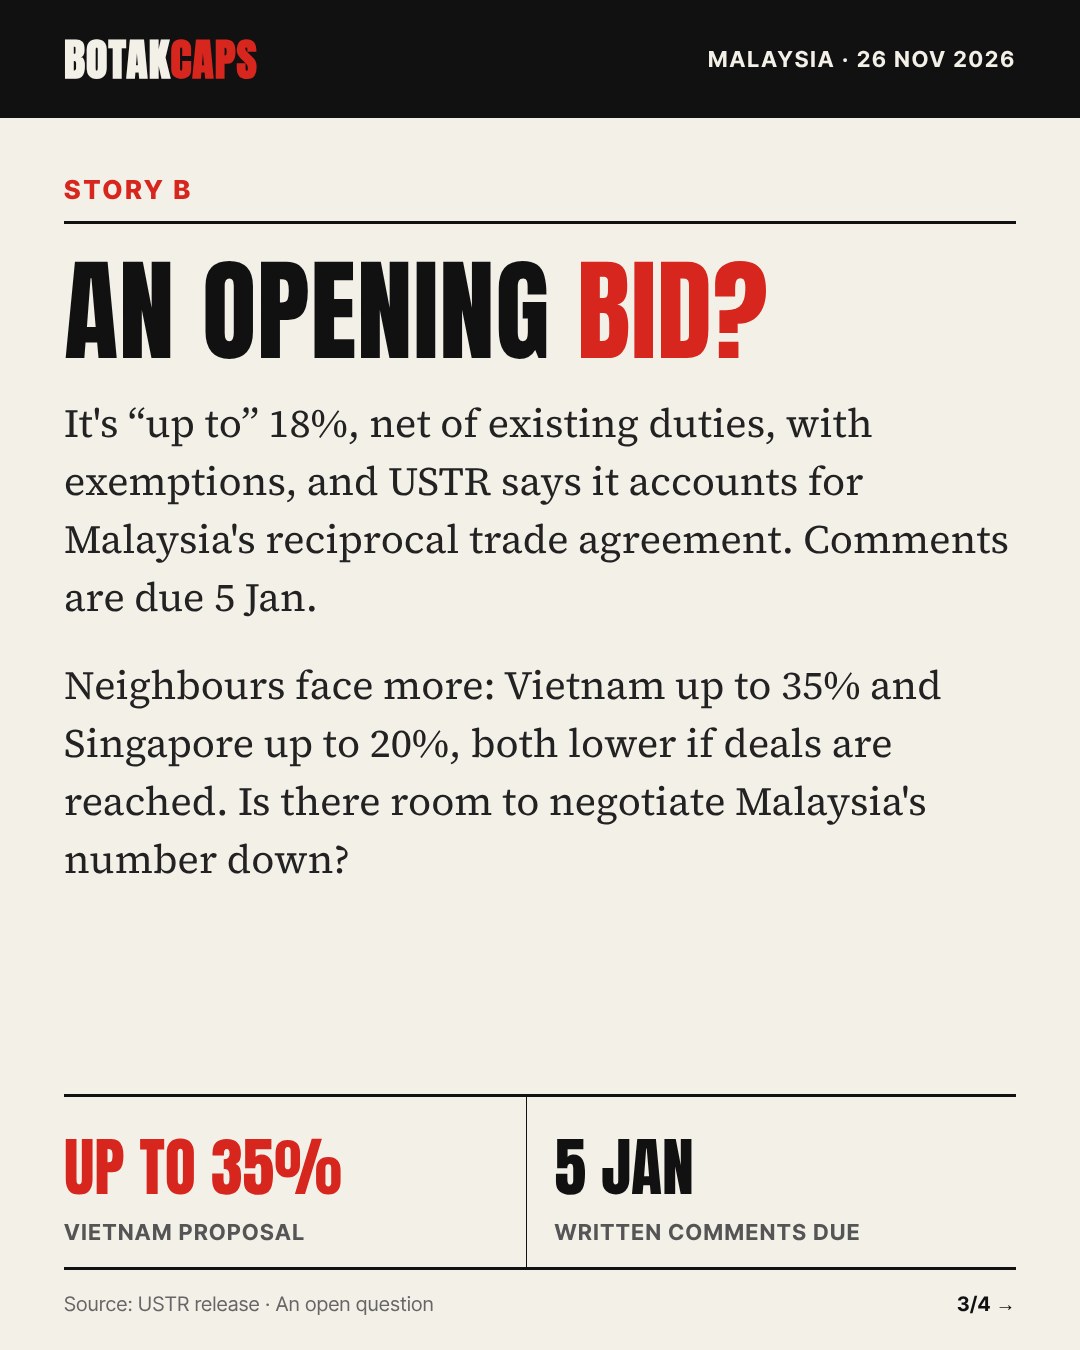 BOTAKCAPS
MALAYSIA · 26 NOV 2026
STORY B
AN OPENING BID?
It's “up to” 18%, net of existing duties, with
exemptions, and USTR says it accounts for
Malaysia's reciprocal trade agreement. Comments
are due 5 Jan.
Neighbours face more: Vietnam up to 35% and
Singapore up to 20%, both lower if deals are
reached. Is there room to negotiate Malaysia's
number down?
UP TO 35%
VIETNAM PROPOSAL
5 JAN
WRITTEN COMMENTS DUE
Source: USTR release · An open question
3/4 →